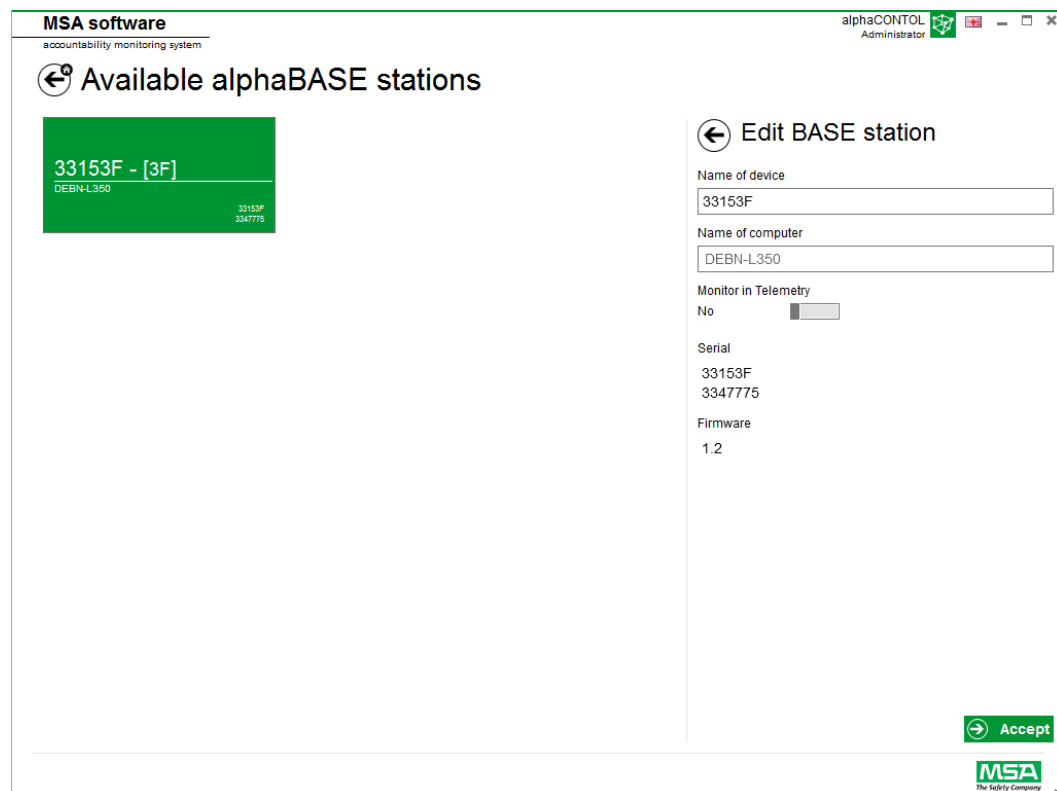 MSA software
accountability monitoring system
alphaCONTOL
Administrator
Available alphaBASE stations
33153F - [3F]
DEBN-L350
33153F
3347775
Edit BASE station
Name of device
33153F
Name of computer
DEBN-L350
Monitor in Telemetry
No
Serial
33153F
3347775
Firmware
1.2
Accept
MSA
The Safety Company